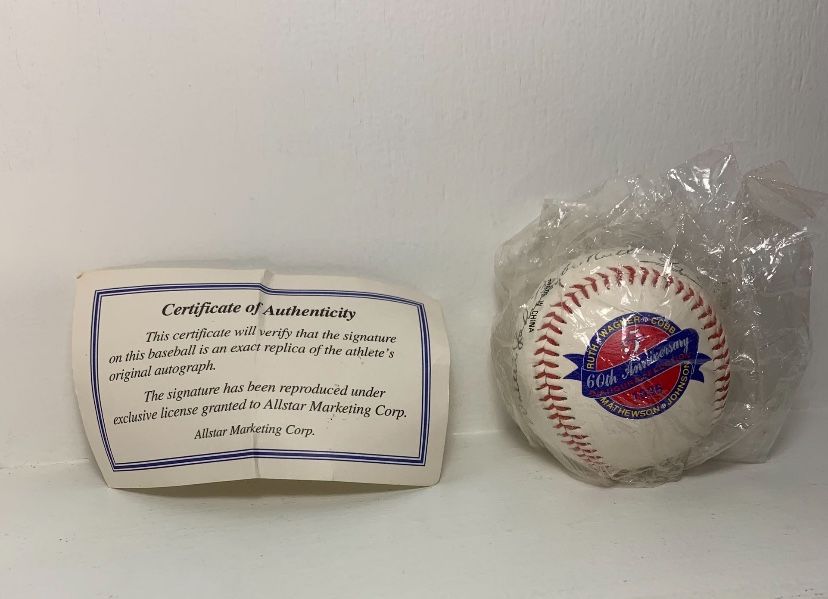 Certificate of Authenticity
This certificate will verify that the signature
on this baseball is an exact replica of the athlete's
original autograph.
The signature has been reproduced under
exclusive license granted to Allstar Marketing Corp.
Allstar Marketing Corp.
RUTH • WAGNER • COBB
60th Anniversary
MATHEWSON • JOHNSON
MADE IN CHINA